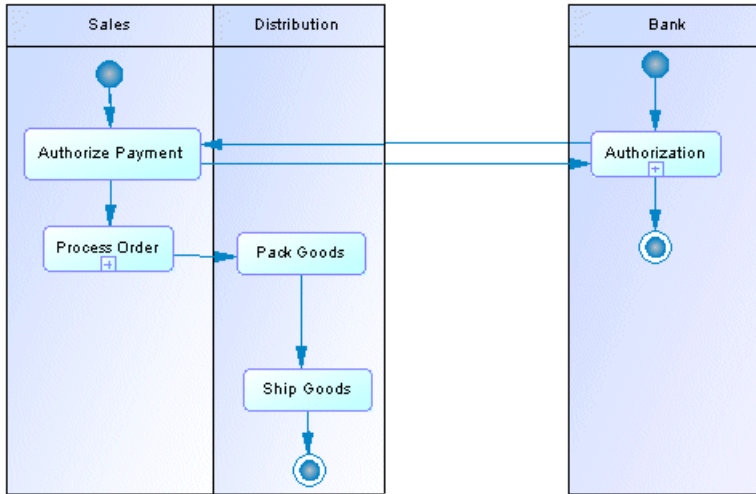 Sales
Distribution
Bank
Authorize Payment
Authorization
Process Order
Pack Goods
Ship Goods